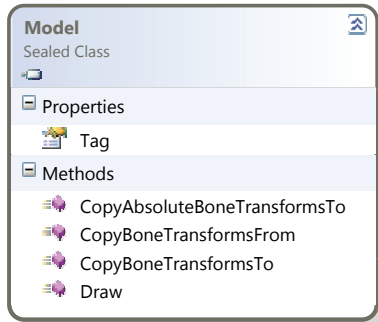 Model
Sealed Class
Properties
Tag
Methods
CopyAbsoluteBoneTransformsTo
CopyBoneTransformsFrom
CopyBoneTransformsTo
Draw